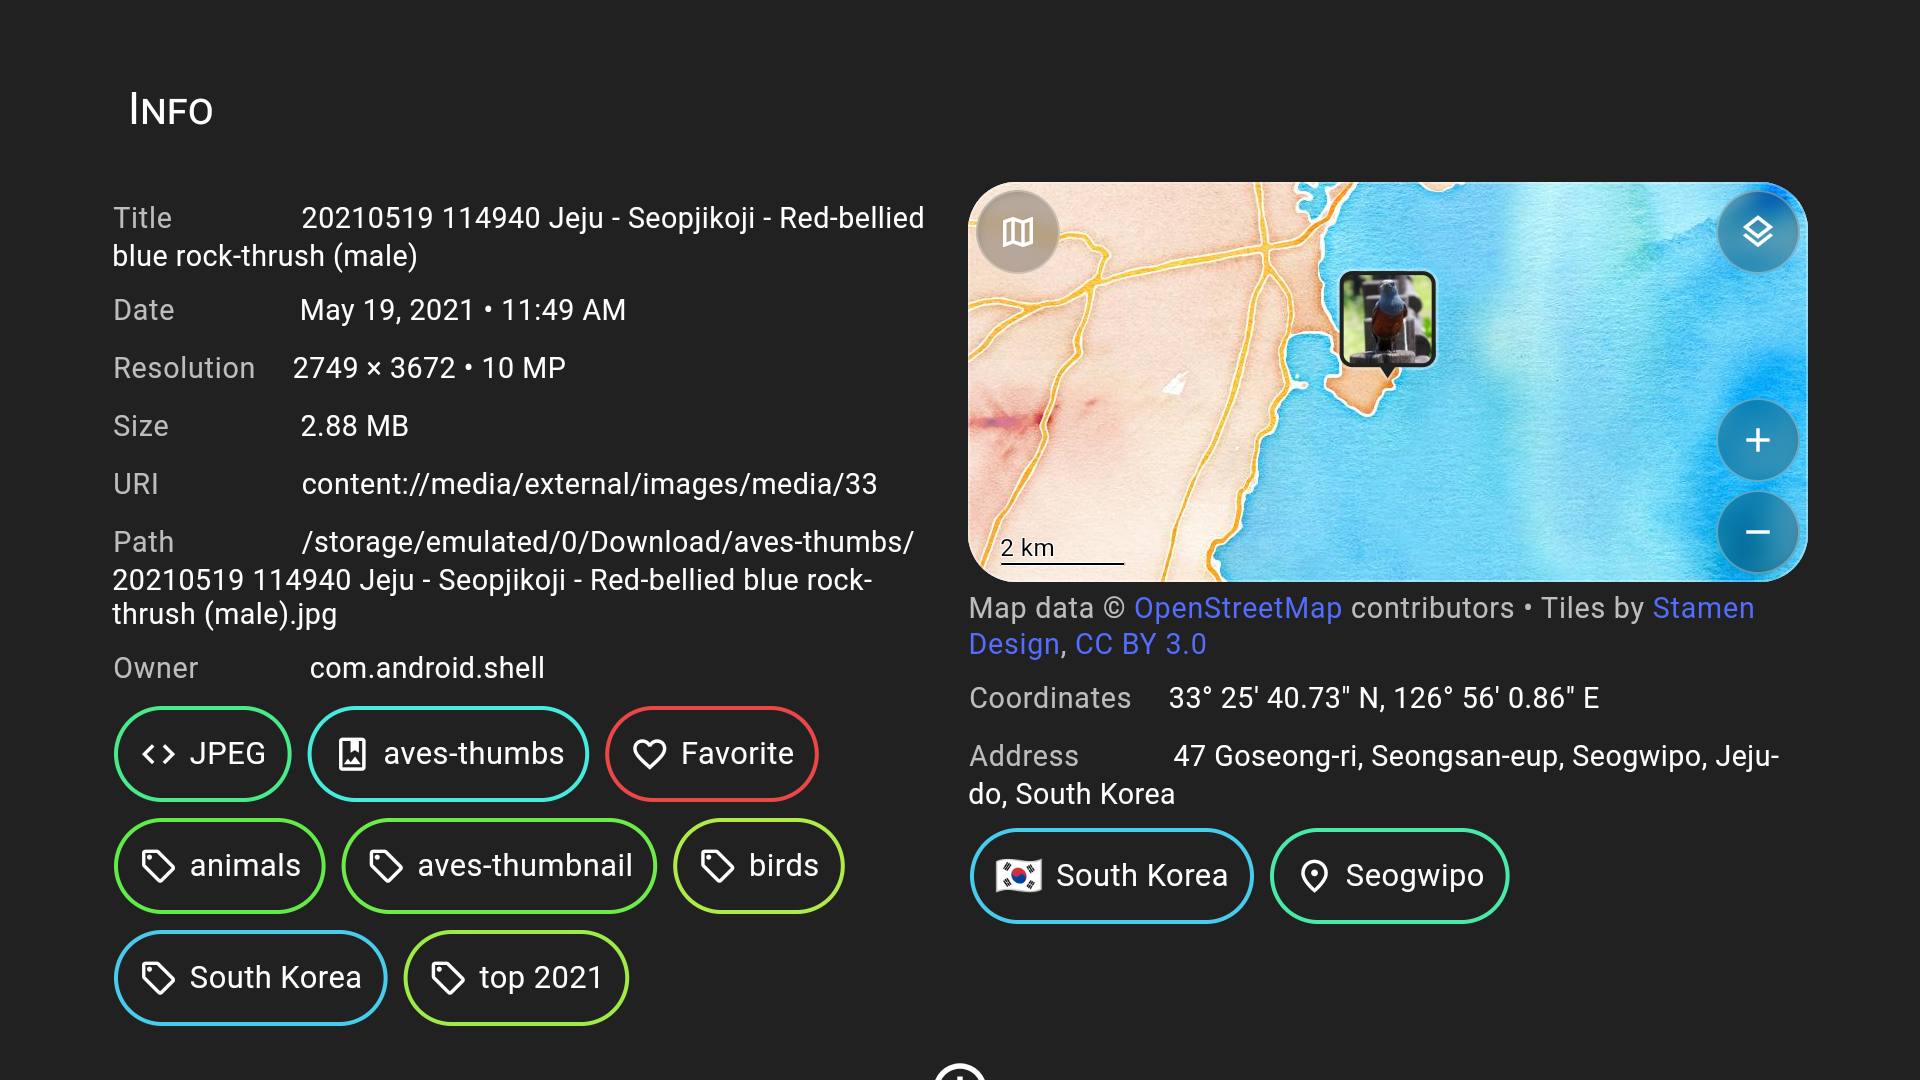 INFO
Title 20210519 114940 Jeju - Seopjikoji - Red-bellied
blue rock-thrush (male)
Date May 19, 2021 • 11:49 AM
Resolution 2749 × 3672 • 10 MP
Size 2.88 MB
URI content://media/external/images/media/33
Path /storage/emulated/0/Download/aves-thumbs/
20210519 114940 Jeju - Seopjikoji - Red-bellied blue rock-
thrush (male).jpg
Owner com.android.shell
JPEG aves-thumbs Favorite
animals aves-thumbnail birds
South Korea top 2021
2 km
Map data © OpenStreetMap contributors • Tiles by Stamen
Design, CC BY 3.0
Coordinates 33° 25' 40.73" N, 126° 56' 0.86" E
Address 47 Goseong-ri, Seongsan-eup, Seogwipo, Jeju-
do, South Korea
South Korea Seogwipo